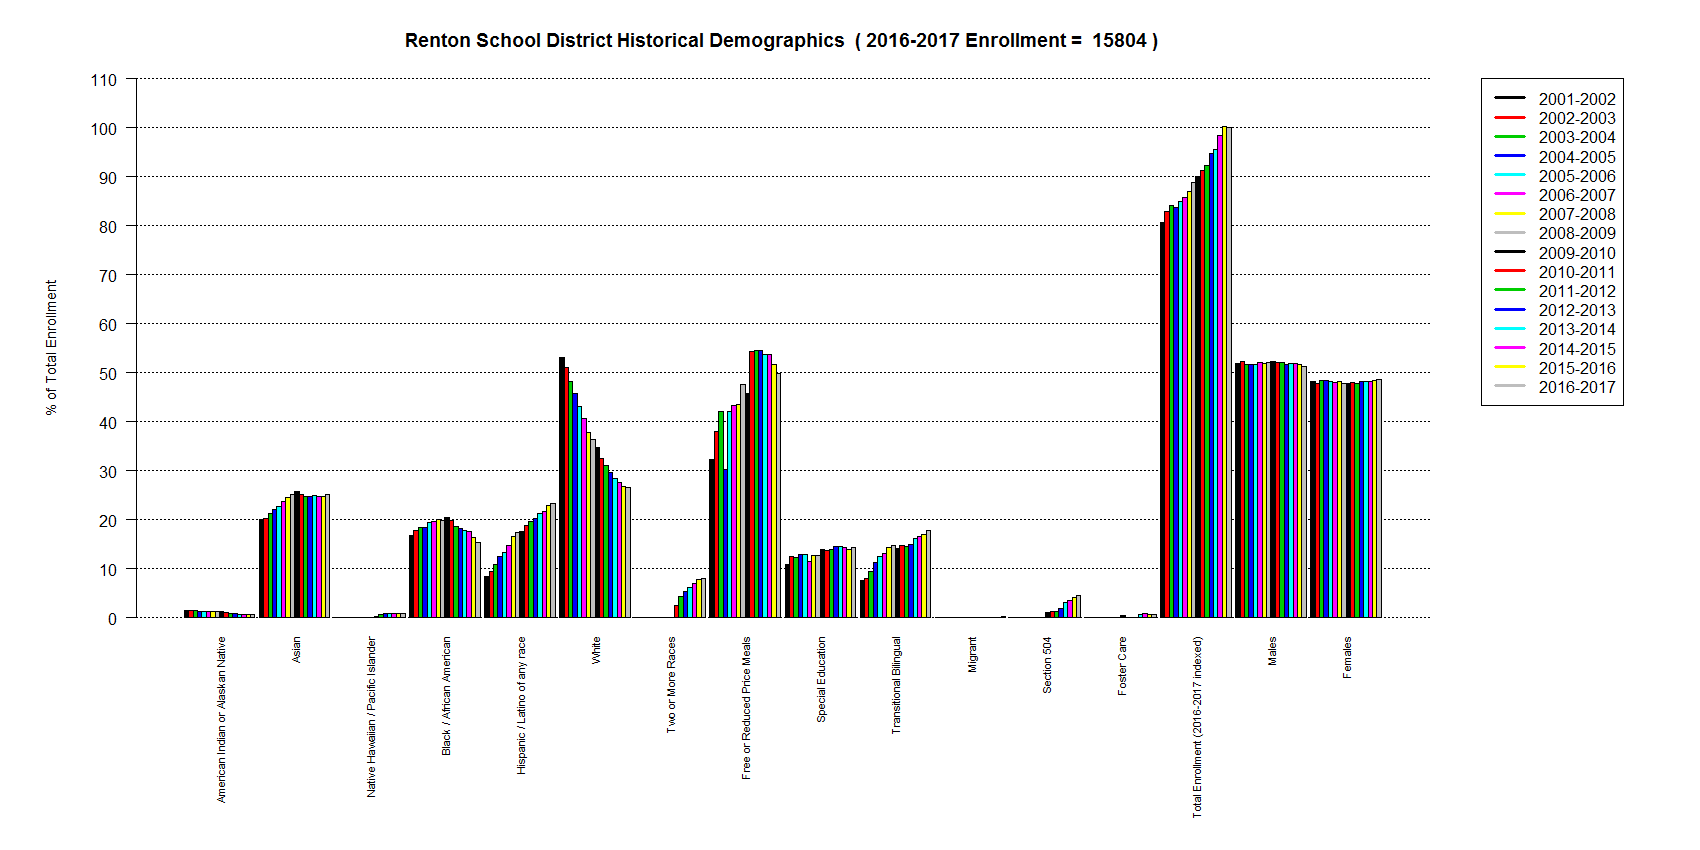 Renton School District Historical Demographics ( 2016-2017 Enrollment = 15804 )
% of Total Enrollment
110
100
90
80
70
60
50
40
30
20
10
0
American Indian or Alaskan Native
Asian
Native Hawaiian / Pacific Islander
Black / African American
Hispanic / Latino of any race
White
Two or More Races
Free or Reduced Price Meals
Special Education
Transitional Bilingual
Migrant
Section 504
Foster Care
Total Enrollment (2016-2017 indexed)
Males
Females
2001-2002
2002-2003
2003-2004
2004-2005
2005-2006
2006-2007
2007-2008
2008-2009
2009-2010
2010-2011
2011-2012
2012-2013
2013-2014
2014-2015
2015-2016
2016-2017